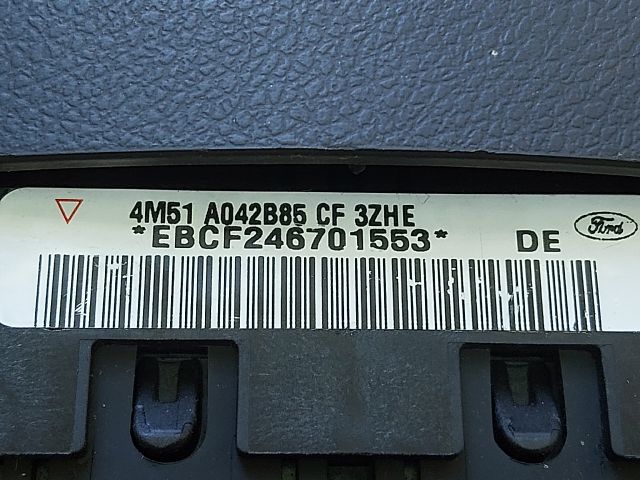 4M51 A042B85 CF 3ZHE
*EBCF246701553* DE
Ford